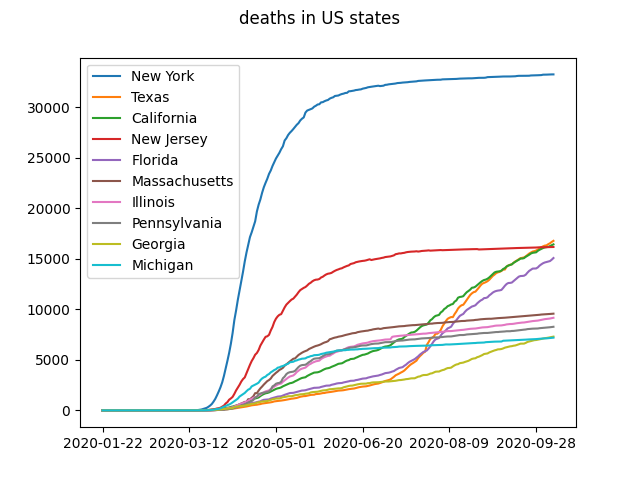 deaths in US states
New York
Texas
California
New Jersey
Florida
Massachusetts
Illinois
Pennsylvania
Georgia
Michigan
30000
25000
20000
15000
10000
5000
0
2020-01-22 2020-03-12 2020-05-01 2020-06-20 2020-08-09 2020-09-28